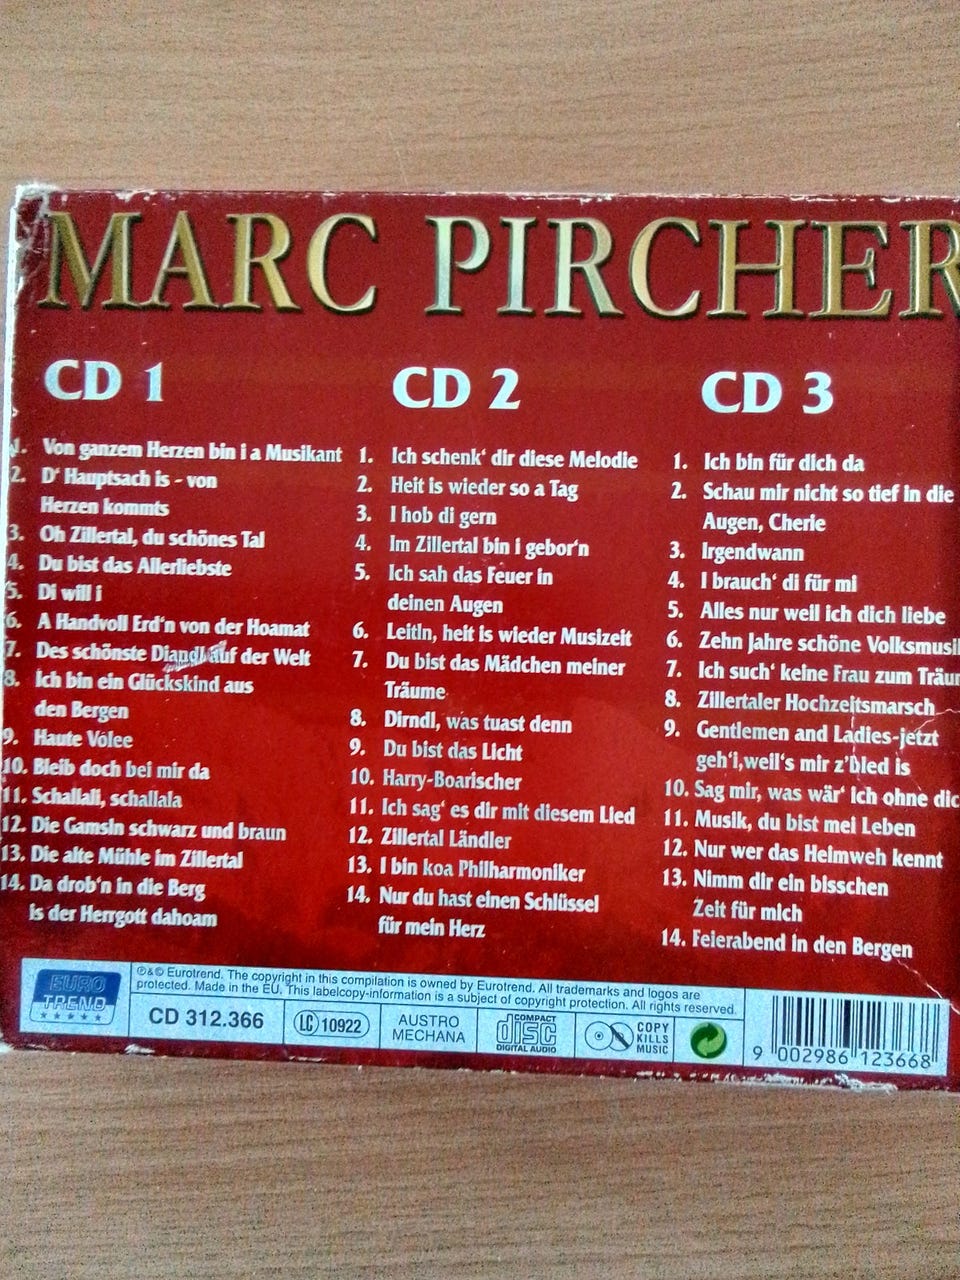 MARC PIRCHER
CD 1
1. Von ganzem Herzen bin i a Musikant
2. D' Hauptsach is - von
Herzen kommts
3. Oh Zillertal, du schönes Tal
4. Du bist das Allerliebste
5. Di will i
6. A Handvoll Erd'n von der Hoamat
7. Des schönste Diandl auf der Welt
8. Ich bin ein Glückskind aus
den Bergen
9. Haute Volee
10. Bleib doch bei mir da
11. Schallali, schallala
12. Die Gamsln schwarz und braun
13. Die alte Mühle im Zillertal
14. Da drob'n in die Berg
is der Herrgott dahoam
CD 2
1. Ich schenk' dir diese Melodie
2. Heit is wieder so a Tag
3. I hob di gern
4. Im Zillertal bin i gebor'n
5. Ich sah das Feuer in
deinen Augen
6. Leitln, heit is wieder Musizeit
7. Du bist das Mädchen meiner
Träume
8. Dirndl, was tuast denn
9. Du bist das Licht
10. Harry-Boarischer
11. Ich sag' es dir mit diesem Lied
12. Zillertal Ländler
13. I bin koa Philharmoniker
14. Nur du hast einen Schlüssel
für mein Herz
CD 3
1. Ich bin für dich da
2. Schau mir nicht so tief in die
Augen, Cherie
3. Irgendwann
4. I brauch' di für mi
5. Alles nur weil ich dich liebe
6. Zehn Jahre schöne Volksmusi
7. Ich such' keine Frau zum Träu
8. Zillertaler Hochzeitsmarsch
9. Gentlemen and Ladies-jetzt
geh'i,weil's mir z'bled is
10. Sag mir, was wär' ich ohne dic
11. Musik, du bist mei Leben
12. Nur wer das Heimweh kennt
13. Nimm dir ein bisschen
Zeit für mich
14. Feierabend in den Bergen
EURO
TREND
℗&© Eurotrend. The copyright in this compilation is owned by Eurotrend. All trademarks and logos are
protected. Made in the EU. This labelcopy-information is a subject of copyright protection. All rights reserved.
CD 312.366
LC 10922
AUSTRO
MECHANA
COMPACT
disc
DIGITAL AUDIO
COPY
KILLS
MUSIC
9 002986 123668